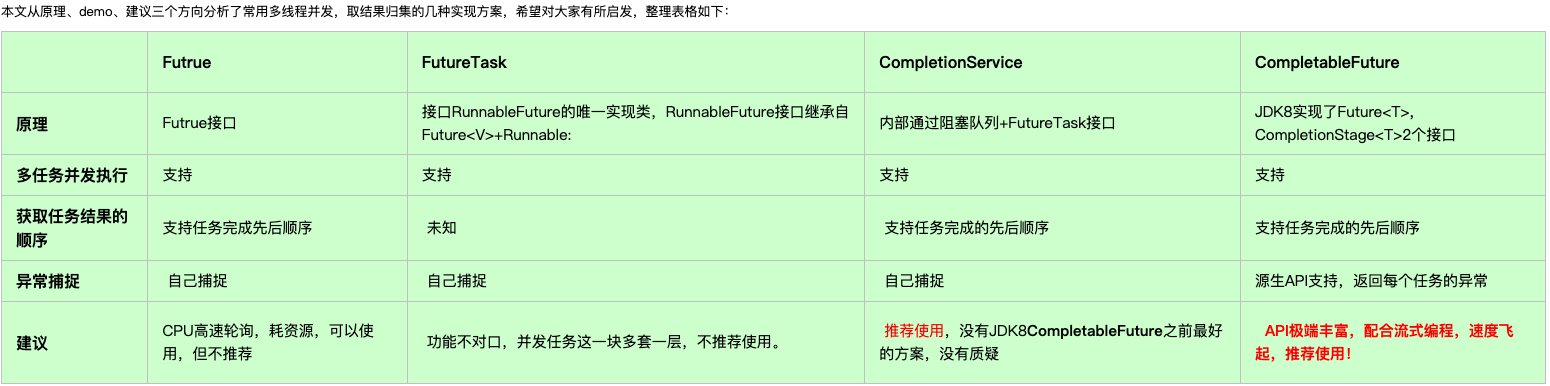 本文从原理、demo、建议三个方向分析了常用多线程并发，取结果归集的几种实现方案，希望对大家有所启发，整理表格如下：
Futrue
FutureTask
CompletionService
CompletableFuture
原理
Futrue接口
接口RunnableFuture的唯一实现类，RunnableFuture接口继承自
Future<V>+Runnable:
内部通过阻塞队列+FutureTask接口
JDK8实现了Future<T>,
CompletionStage<T>2个接口
多任务并发执行
支持
支持
支持
支持
获取任务结果的
顺序
支持任务完成先后顺序
未知
支持任务完成的先后顺序
支持任务完成的先后顺序
异常捕捉
自己捕捉
自己捕捉
自己捕捉
源生API支持，返回每个任务的异常
建议
CPU高速轮询，耗资源，可以使
用，但不推荐
功能不对口，并发任务这一块多套一层，不推荐使用。
推荐使用，没有JDK8CompletableFuture之前最好
的方案，没有质疑
API极端丰富，配合流式编程，速度飞
起，推荐使用！